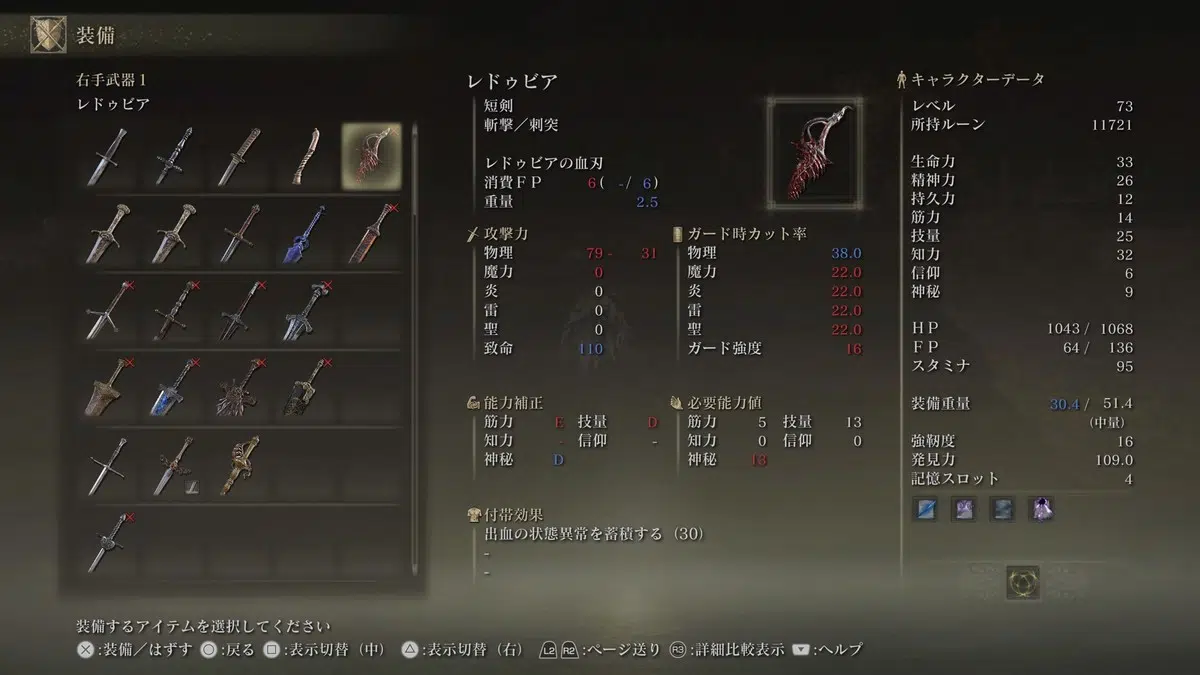 装備
右手武器1
レドゥビア
レドゥビア
短剣
斬撃／刺突
レドゥビアの血刃
消費ＦＰ 6( -/ 6)
重量 2.5
攻撃力
物理 79- 31
魔力 0
炎 0
雷 0
聖 0
致命 110
ガード時カット率
物理 38.0
魔力 22.0
炎 22.0
雷 22.0
聖 22.0
ガード強度 16
能力補正
筋力 E 技量 D
知力 - 信仰 -
神秘 D
必要能力値
筋力 5 技量 13
知力 0 信仰 0
神秘 13
付帯効果
出血の状態異常を蓄積する（30）
-
-
キャラクターデータ
レベル 73
所持ルーン 11721
生命力 33
精神力 26
持久力 12
筋力 14
技量 25
知力 32
信仰 6
神秘 9
ＨＰ 1043 / 1068
ＦＰ 64 / 136
スタミナ 95
装備重量 30.4 / 51.4
（中量）
強靭度 16
発見力 109.0
記憶スロット 4
装備するアイテムを選択してください
:装備／はずす :戻る :表示切替（中） :表示切替（右） L2 R2 :ページ送り R3 :詳細比較表示 :ヘルプ